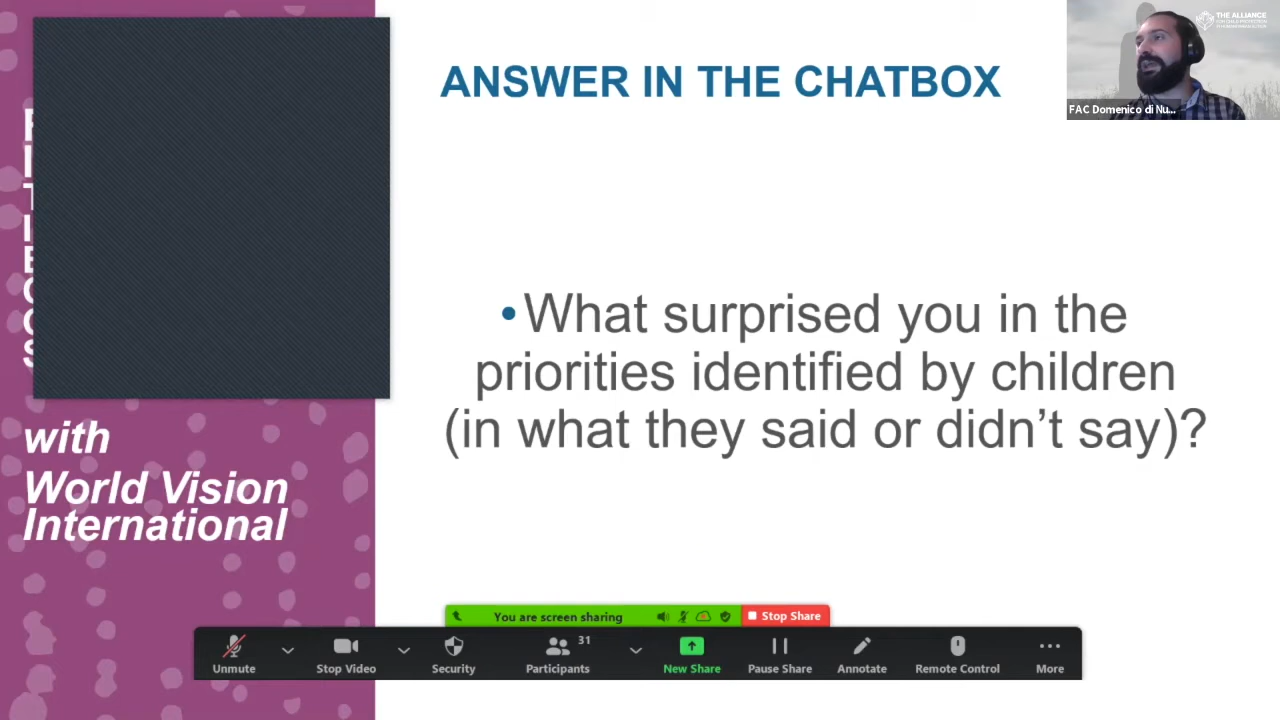 ANSWER IN THE CHATBOX
THE ALLIANCE
FAC Domenico di Nu...
•What surprised you in the
priorities identified by children
(in what they said or didn't say)?
with
World Vision
International
You are screen sharing
Stop Share
Unmute
Stop Video
Security
Participants
31
New Share
Pause Share
Annotate
Remote Control
More